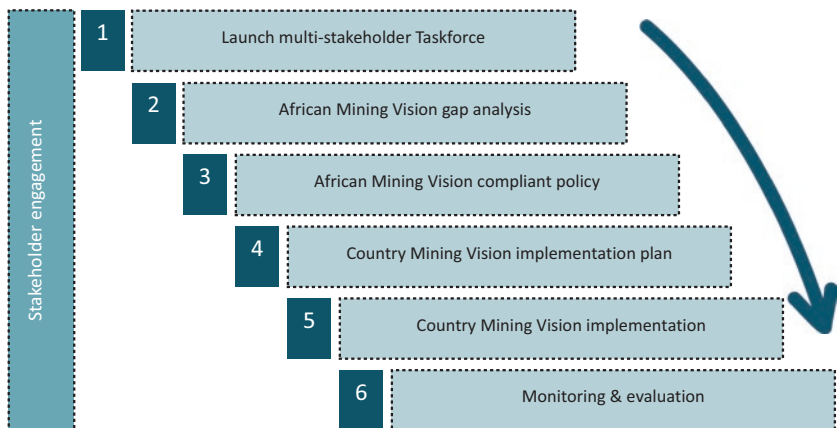 Stakeholder engagement
1
Launch multi-stakeholder Taskforce
2
African Mining Vision gap analysis
3
African Mining Vision compliant policy
4
Country Mining Vision implementation plan
5
Country Mining Vision implementation
6
Monitoring & evaluation